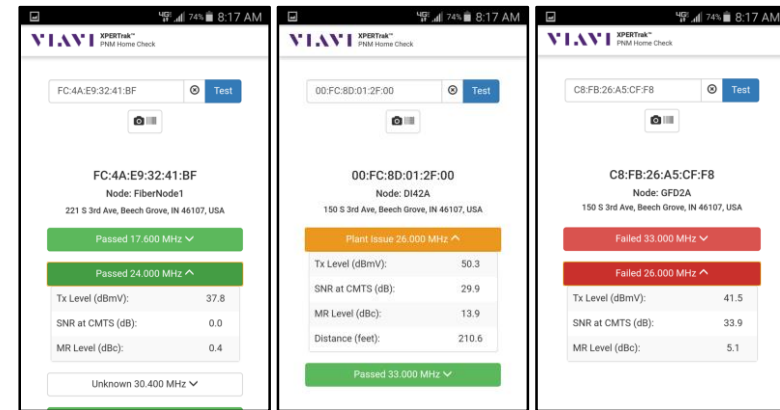 4G 74% 8:17 AM
VIAVI XPERTrak™
PNM Home Check
FC:4A:E9:32:41:BF Test
FC:4A:E9:32:41:BF
Node: FiberNode1
221 S 3rd Ave, Beech Grove, IN 46107, USA
Passed 17.600 MHz
Passed 24.000 MHz
Tx Level (dBmV): 37.8
SNR at CMTS (dB): 0.0
MR Level (dBc): 0.4
Unknown 30.400 MHz
4G 74% 8:17 AM
VIAVI XPERTrak™
PNM Home Check
00:FC:8D:01:2F:00 Test
00:FC:8D:01:2F:00
Node: DI42A
150 S 3rd Ave, Beech Grove, IN 46107, USA
Plant Issue 26.000 MHz
Tx Level (dBmV): 50.3
SNR at CMTS (dB): 29.9
MR Level (dBc): 13.9
Distance (feet): 210.6
Passed 33.000 MHz
4G 74% 8:17 AM
VIAVI XPERTrak™
PNM Home Check
C8:FB:26:A5:CF:F8 Test
C8:FB:26:A5:CF:F8
Node: GFD2A
150 S 3rd Ave, Beech Grove, IN 46107, USA
Failed 33.000 MHz
Failed 26.000 MHz
Tx Level (dBmV): 41.5
SNR at CMTS (dB): 33.9
MR Level (dBc): 5.1